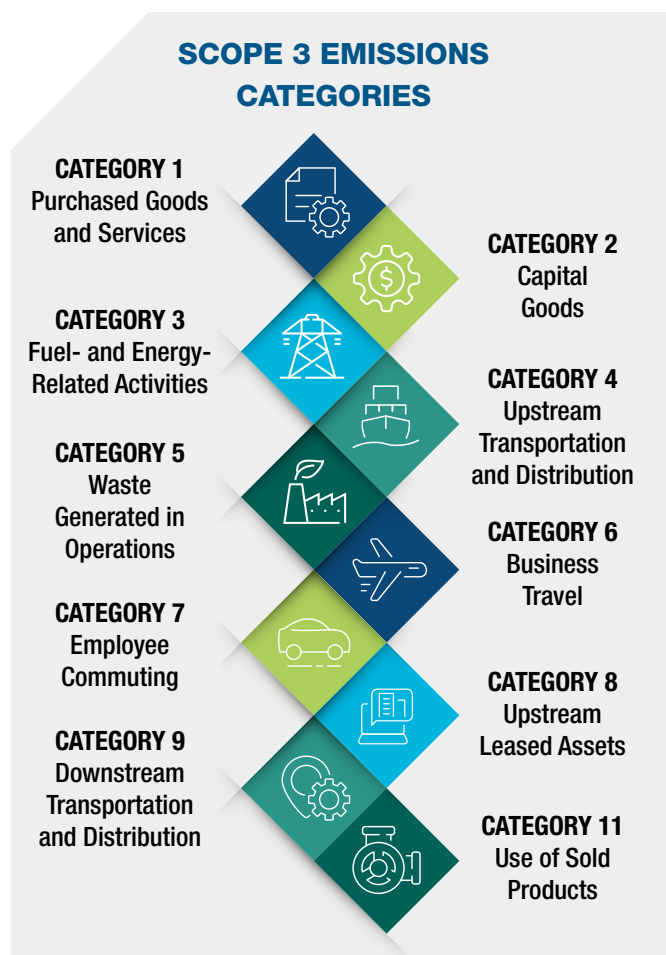 SCOPE 3 EMISSIONS
CATEGORIES
CATEGORY 1
Purchased Goods
and Services
CATEGORY 2
Capital
Goods
CATEGORY 3
Fuel- and Energy-
Related Activities
CATEGORY 4
Upstream
Transportation
and Distribution
CATEGORY 5
Waste
Generated in
Operations
CATEGORY 6
Business
Travel
CATEGORY 7
Employee
Commuting
CATEGORY 8
Upstream
Leased Assets
CATEGORY 9
Downstream
Transportation
and Distribution
CATEGORY 11
Use of Sold
Products
$